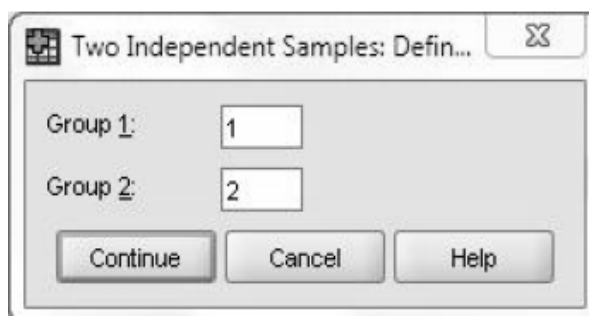 Two Independent Samples: Defin...
Group 1: 1
Group 2: 2
Continue Cancel Help